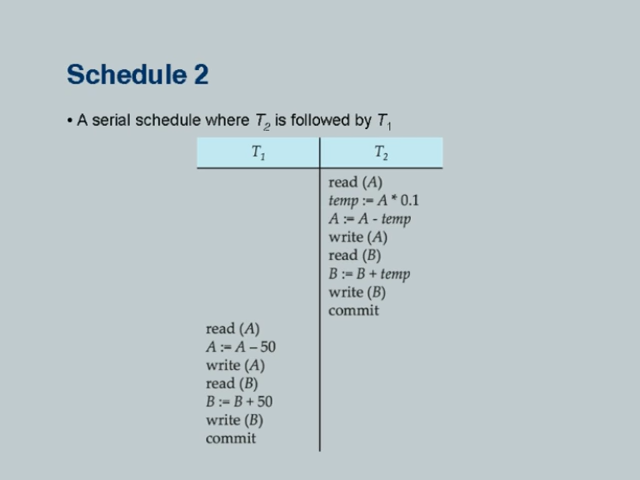 Schedule 2
• A serial schedule where T2 is followed by T1
T1 T2
read (A)
temp := A * 0.1
A := A - temp
write (A)
read (B)
B := B + temp
write (B)
commit
read (A)
A := A – 50
write (A)
read (B)
B := B + 50
write (B)
commit